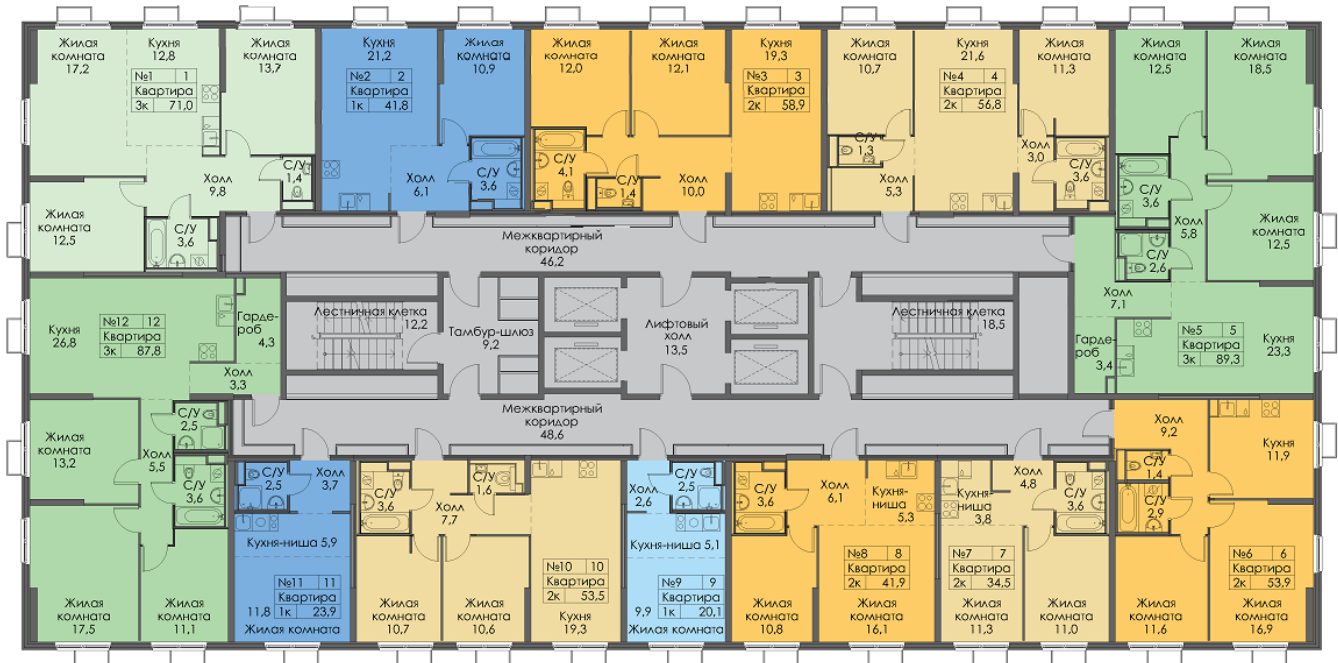 Жилая
комната
17,2
Кухня
12,8
№1 1
Квартира
3к 71,0
Жилая
комната
13,7
С/У
1,4
Холл
9,8
Жилая
комната
12,5
С/У
3,6
Кухня
21,2
№2 2
Квартира
1к 41,8
Жилая
комната
10,9
Холл
6,1
С/У
3,6
Жилая
комната
12,0
Жилая
комната
12,1
Кухня
19,3
№3 3
Квартира
2к 58,9
С/У
4,1
С/У
1,4
Холл
10,0
Жилая
комната
10,7
Кухня
21,6
№4 4
Квартира
2к 56,8
Жилая
комната
11,3
С/У
1,3
Холл
5,3
Холл
3,0
С/У
3,6
Жилая
комната
12,5
Жилая
комната
18,5
С/У
3,6
Холл
5,8
Жилая
комната
12,5
С/У
2,6
Холл
7,1
Гарде-
роб
3,4
№5 5
Квартира
3к 89,3
Кухня
23,3
Межквартирный
коридор
46,2
Лестничная клетка
12,2
Тамбур-шлюз
9,2
Лифтовый
холл
13,5
Лестничная клетка
18,5
Межквартирный
коридор
48,6
Кухня
26,8
№12 12
Квартира
3к 87,8
Гарде-
роб
4,3
Холл
3,3
С/У
2,5
Жилая
комната
13,2
Холл
5,5
С/У
3,6
Жилая
комната
17,5
Жилая
комната
11,1
С/У
2,5
Холл
3,7
Кухня-ниша 5,9
№11 11
Квартира
1к 23,9
11,8
Жилая комната
С/У
3,6
С/У
1,6
Холл
7,7
Жилая
комната
10,7
Жилая
комната
10,6
№10 10
Квартира
2к 53,5
Кухня
19,3
Холл
2,6
С/У
2,5
Кухня-ниша 5,1
№9 9
Квартира
1к 20,1
9,9
Жилая комната
С/У
3,6
Холл
6,1
Кухня-
ниша
5,3
№8 8
Квартира
2к 41,9
Жилая
комната
10,8
Жилая
комната
16,1
Кухня-
ниша
3,8
Холл
4,8
С/У
3,6
№7 7
Квартира
2к 34,5
Жилая
комната
11,3
Жилая
комната
11,0
Холл
9,2
Кухня
11,9
С/У
1,4
С/У
2,9
№6 6
Квартира
2к 53,9
Жилая
комната
11,6
Жилая
комната
16,9